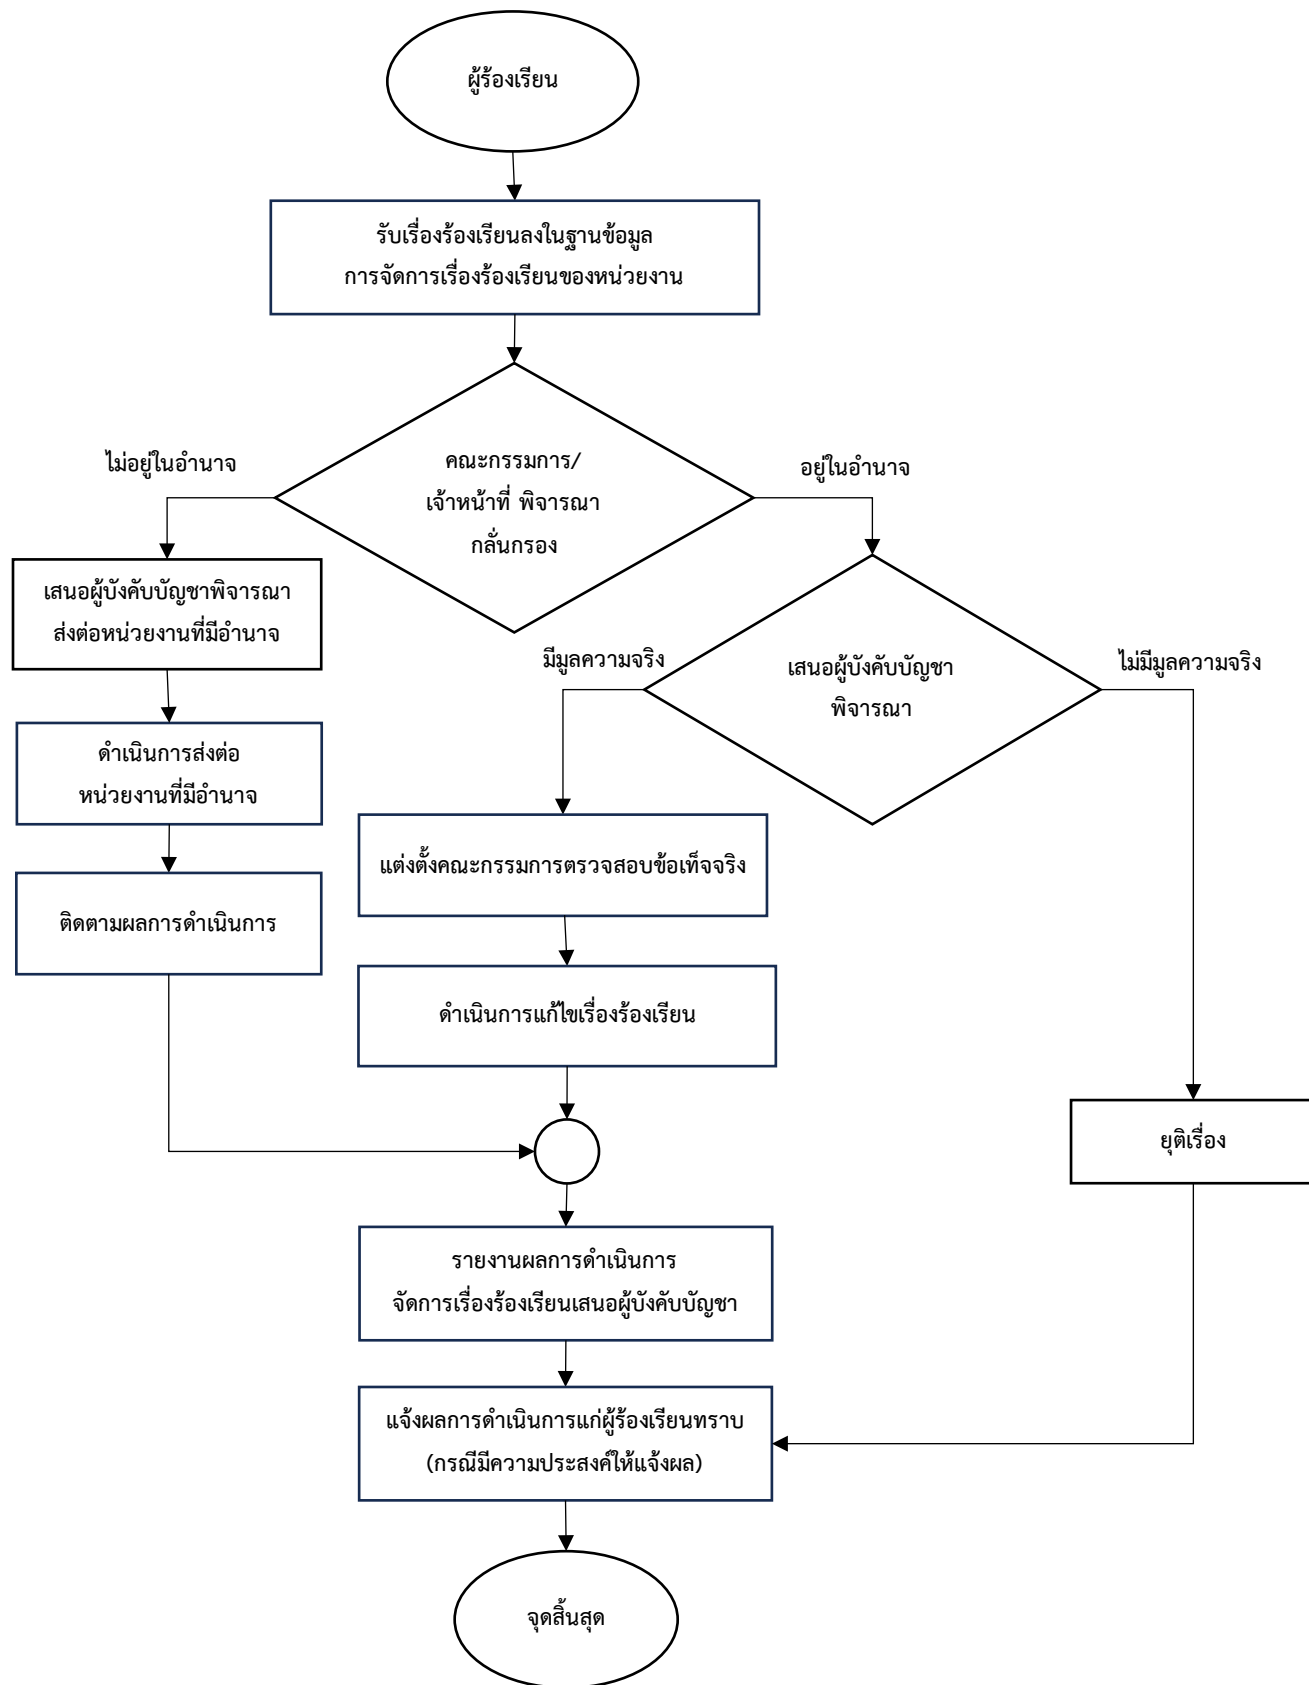 ผู้ร้องเรียน
รับเรื่องร้องเรียนลงในฐานข้อมูล
การจัดการเรื่องร้องเรียนของหน่วยงาน
คณะกรรมการ/
เจ้าหน้าที่ พิจารณา
กลั่นกรอง
ไม่อยู่ในอำนาจ
อยู่ในอำนาจ
เสนอผู้บังคับบัญชาพิจารณา
ส่งต่อหน่วยงานที่มีอำนาจ
มีมูลความจริง
เสนอผู้บังคับบัญชา
พิจารณา
ไม่มีมูลความจริง
ดำเนินการส่งต่อ
หน่วยงานที่มีอำนาจ
แต่งตั้งคณะกรรมการตรวจสอบข้อเท็จจริง
ติดตามผลการดำเนินการ
ดำเนินการแก้ไขเรื่องร้องเรียน
ยุติเรื่อง
รายงานผลการดำเนินการ
จัดการเรื่องร้องเรียนเสนอผู้บังคับบัญชา
แจ้งผลการดำเนินการแก่ผู้ร้องเรียนทราบ
(กรณีมีความประสงค์ให้แจ้งผล)
จุดสิ้นสุด